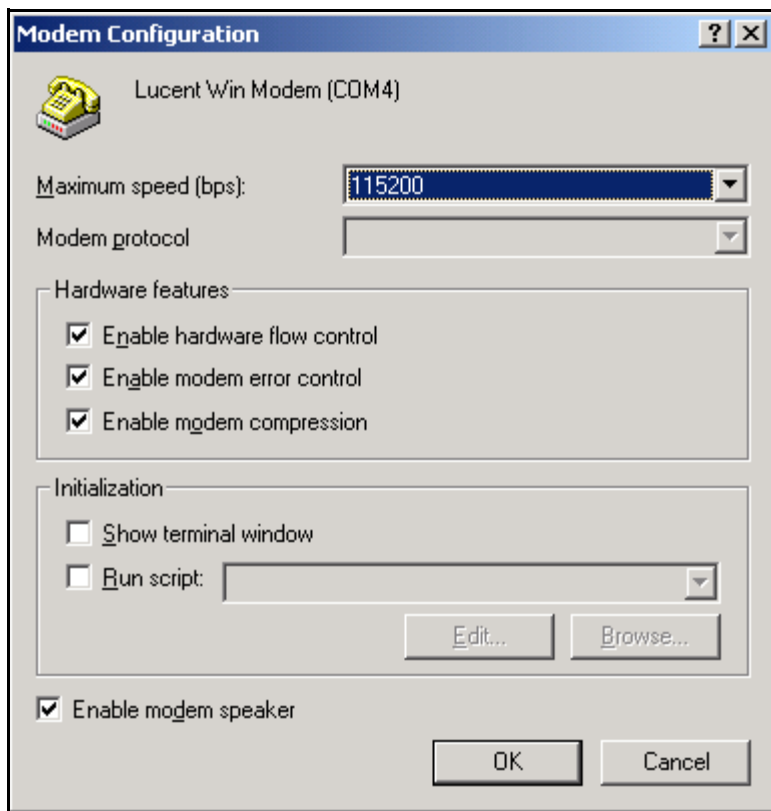 Modem Configuration
Lucent Win Modem (COM4)
Maximum speed (bps): 115200
Modem protocol
Hardware features
Enable hardware flow control
Enable modem error control
Enable modem compression
Initialization
Show terminal window
Run script:
Edit... Browse...
Enable modem speaker
OK Cancel